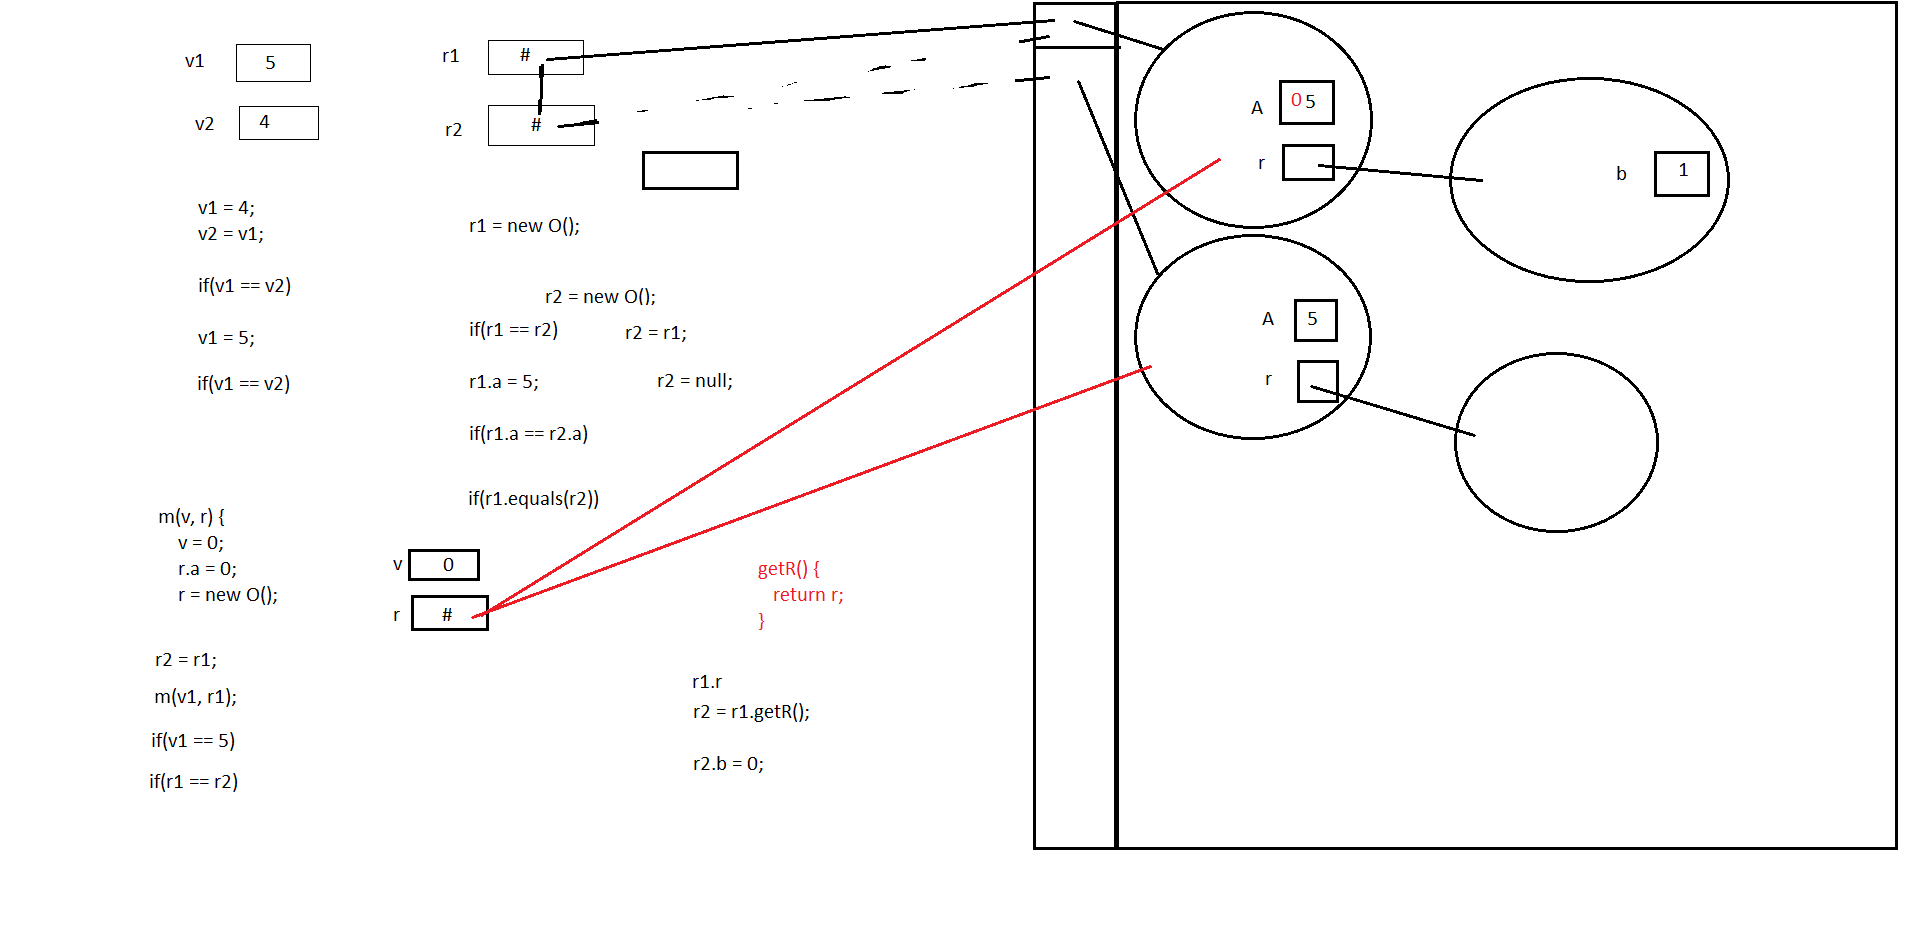 v1
5
v2
4
r1
#
r2
#
v1 = 4;
v2 = v1;
if(v1 == v2)
v1 = 5;
if(v1 == v2)
r1 = new O();
r2 = new O();
if(r1 == r2)
r2 = r1;
r1.a = 5;
r2 = null;
if(r1.a == r2.a)
if(r1.equals(r2))
m(v, r) {
v = 0;
r.a = 0;
r = new O();
r2 = r1;
m(v1, r1);
if(v1 == 5)
if(r1 == r2)
v
0
r
#
getR() {
return r;
}
r1.r
r2 = r1.getR();
r2.b = 0;
A
0 5
r
b
1
A
5
r